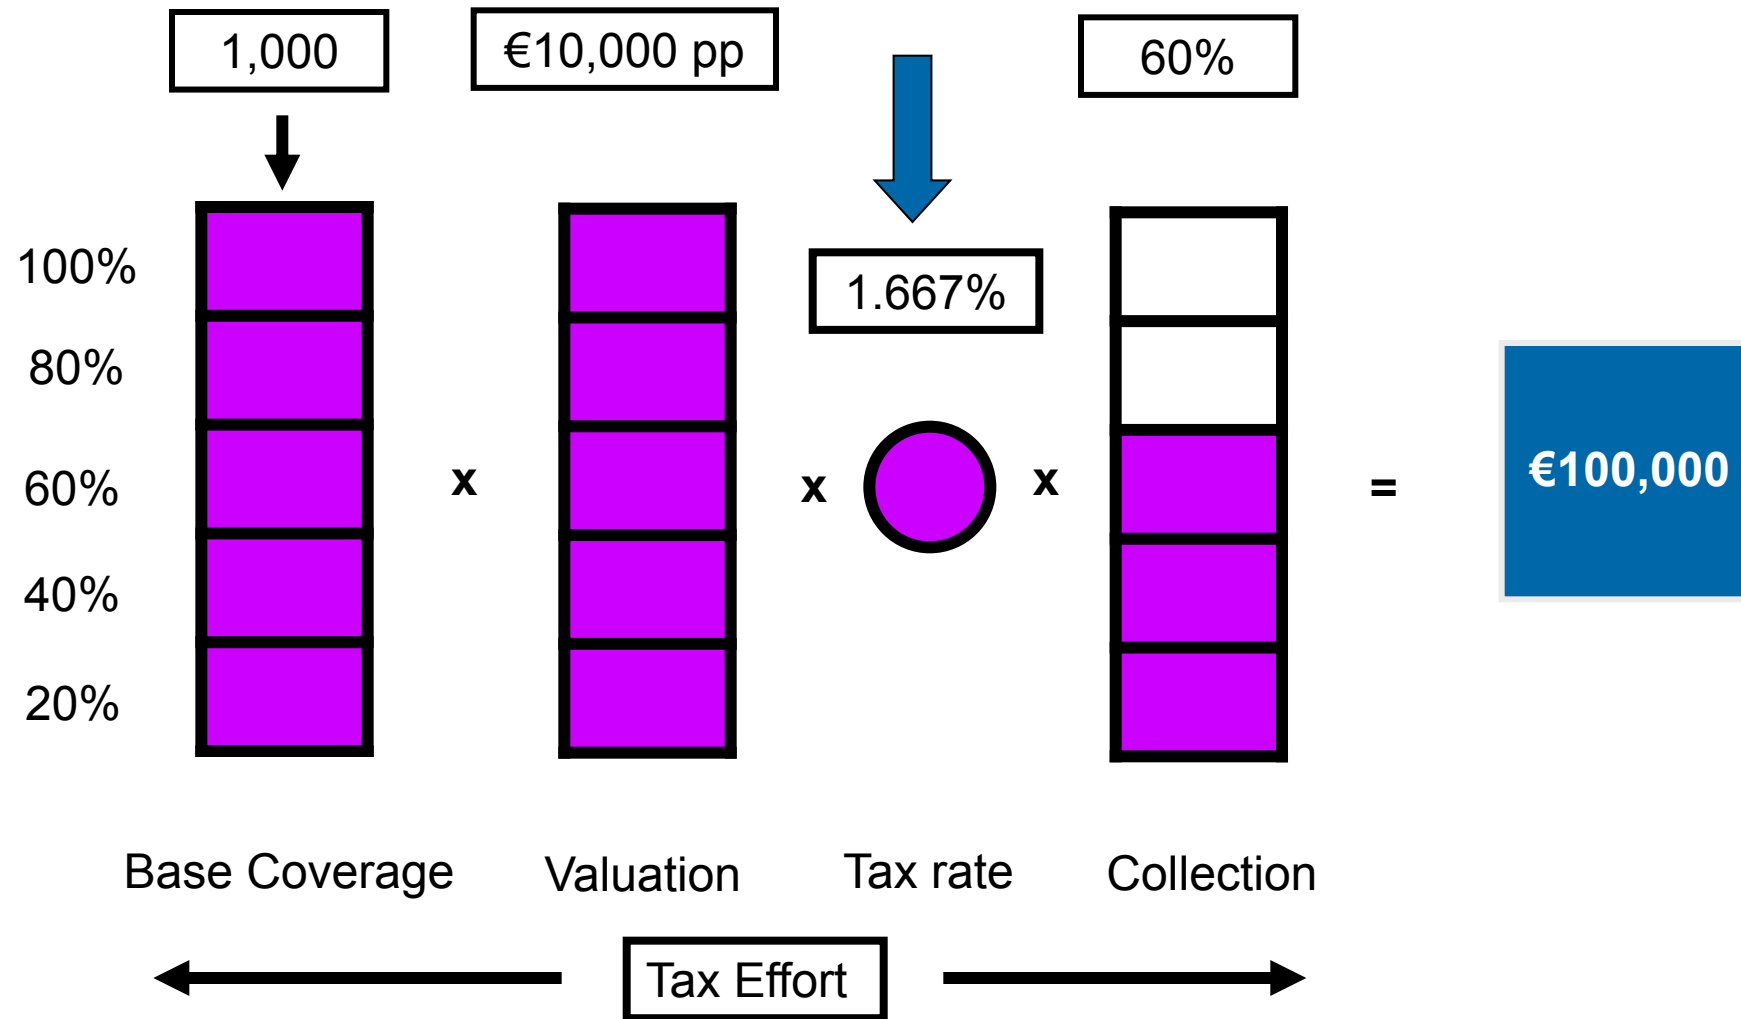 1,000
€10,000 pp
60%
100%
1.667%
80%
60%
x
x
x
=
€100,000
40%
20%
Base Coverage
Valuation
Tax rate
Collection
Tax Effort